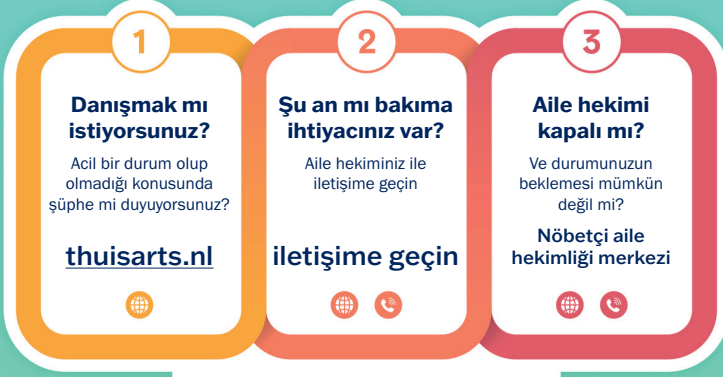 1
Danışmak mı
istiyorsunuz?
Acil bir durum olup
olmadığı konusunda
şüphe mi duyuyorsunuz?
thuisarts.nl
2
Şu an mı bakıma
ihtiyacınız var?
Aile hekiminiz ile
iletişime geçin
iletişime geçin
3
Aile hekimi
kapalı mı?
Ve durumunuzun
beklemesi mümkün
değil mi?
Nöbetçi aile
hekimliği merkezi